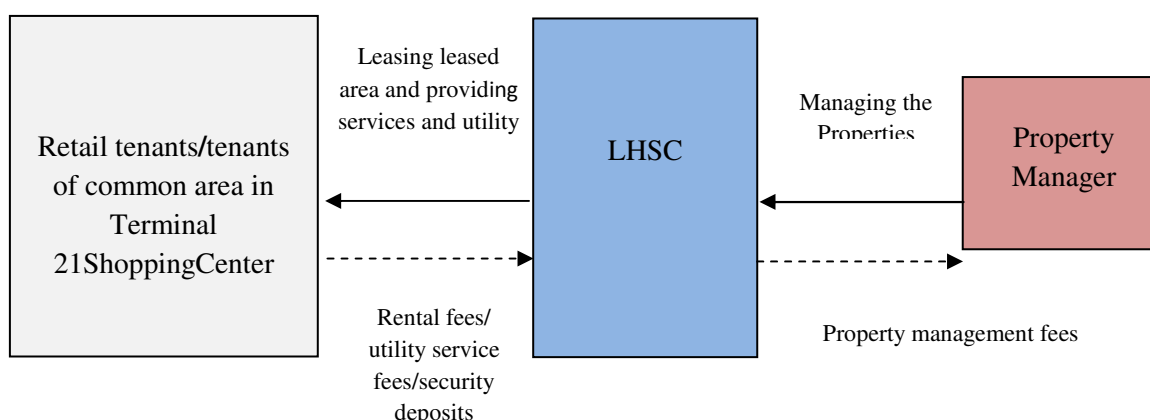 Retail tenants/tenants
of common area in
Terminal
21ShoppingCenter
Leasing leased
area and providing
services and utility
Rental fees/
utility service
fees/security
deposits
LHSC
Managing the
Properties
Property management fees
Property
Manager